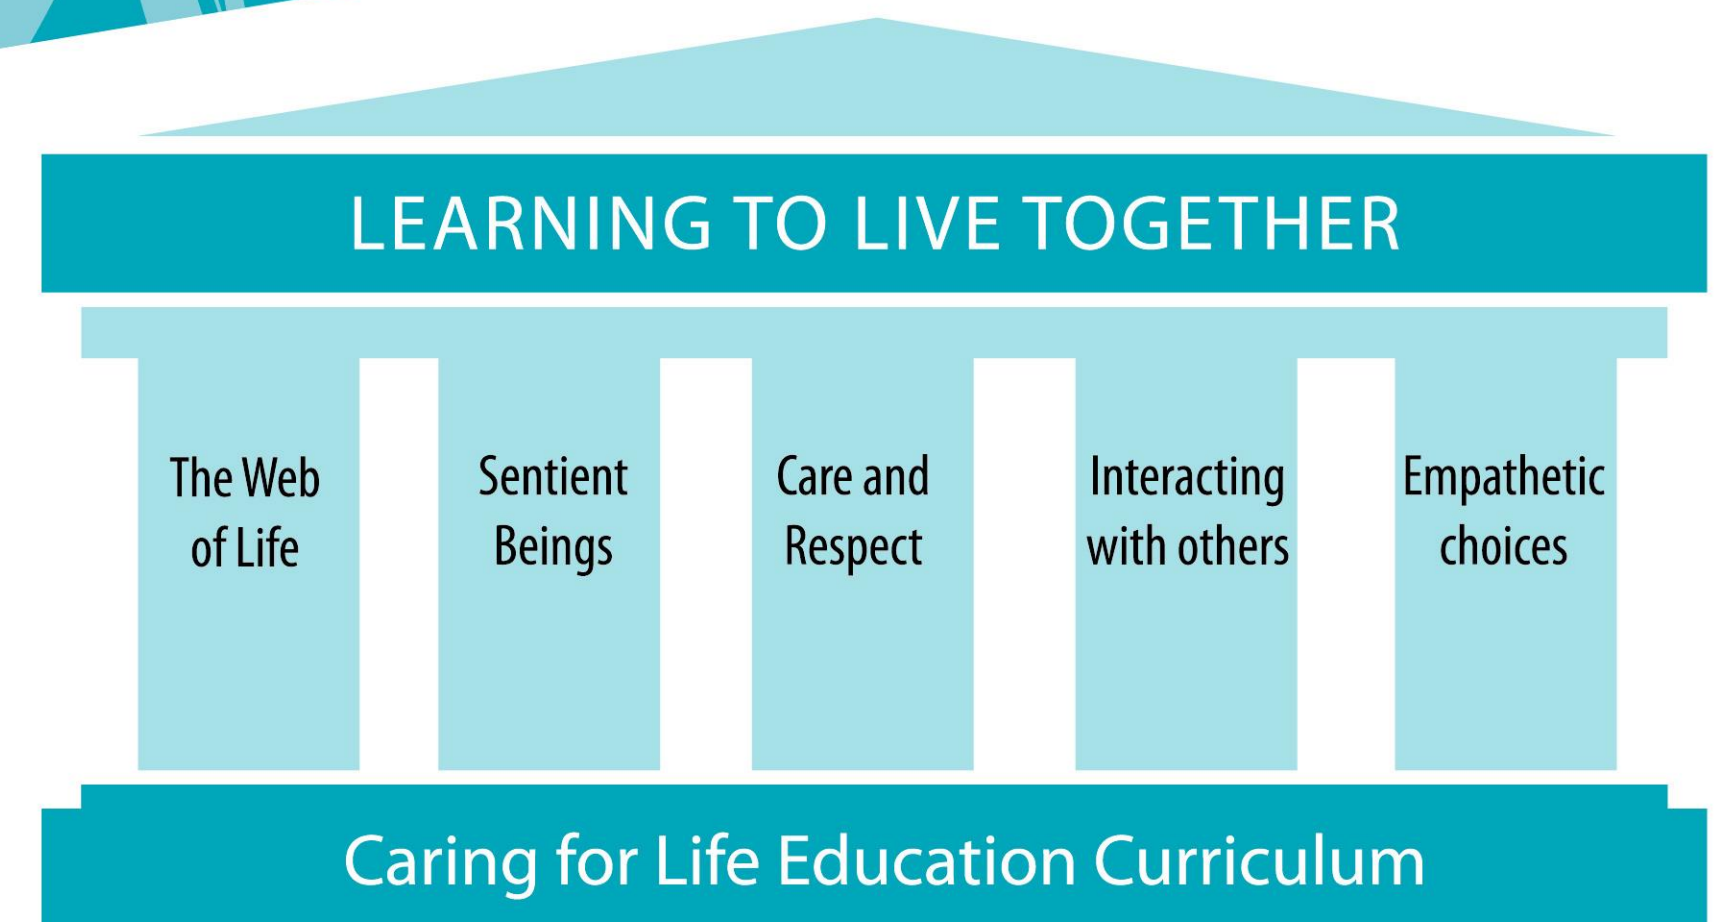 LEARNING TO LIVE TOGETHER
The Web
of Life
Sentient
Beings
Care and
Respect
Interacting
with others
Empathetic
choices
Caring for Life Education Curriculum